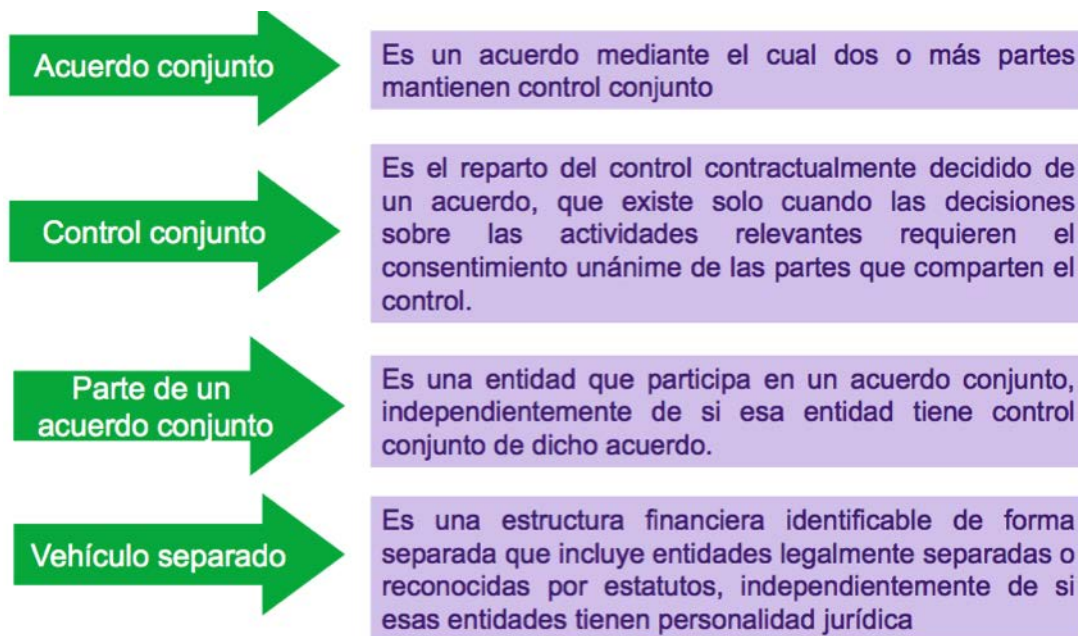 Acuerdo conjunto
Es un acuerdo mediante el cual dos o más partes
mantienen control conjunto
Control conjunto
Es el reparto del control contractualmente decidido de
un acuerdo, que existe solo cuando las decisiones
sobre las actividades relevantes requieren el
consentimiento unánime de las partes que comparten el
control.
Parte de un
acuerdo conjunto
Es una entidad que participa en un acuerdo conjunto,
independientemente de si esa entidad tiene control
conjunto de dicho acuerdo.
Vehículo separado
Es una estructura financiera identificable de forma
separada que incluye entidades legalmente separadas o
reconocidas por estatutos, independientemente de si
esas entidades tienen personalidad jurídica